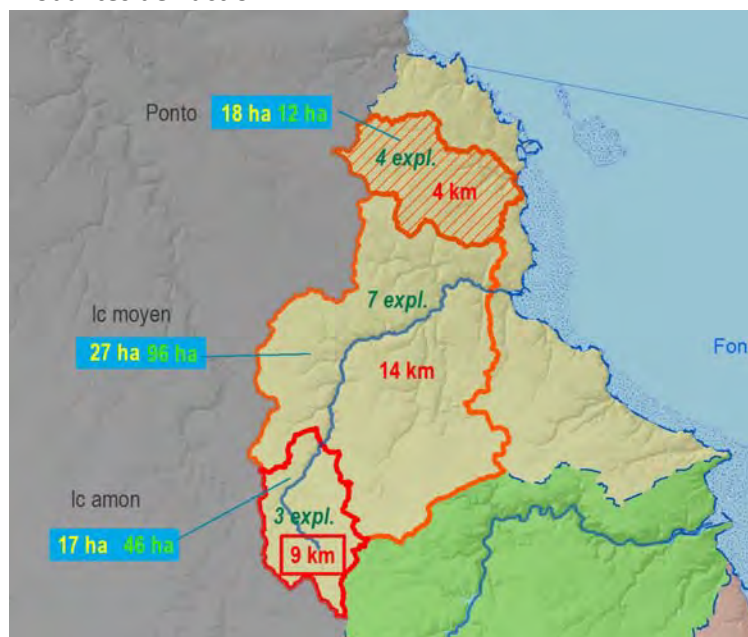 Ponto
18 ha 12 ha
4 expl.
4 km
7 expl.
Ic moyen
27 ha 96 ha
14 km
Fon
Ic amon
3 expl.
17 ha 46 ha
9 km